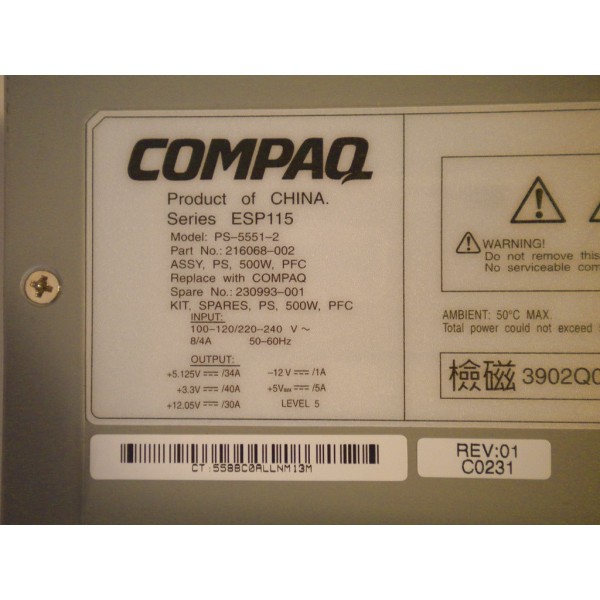 COMPAQ
Product of CHINA.
Series ESP115
Model: PS-5551-2
Part No.: 216068-002
ASSY, PS, 500W, PFC
Replace with COMPAQ
Spare No.: 230993-001
KIT, SPARES, PS, 500W, PFC
INPUT:
100-120/220-240 V ~
8/4A 50-60Hz
OUTPUT:
+5.125V ⎓ /34A -12 V ⎓ /1A
+3.3V ⎓ /40A +5V ⎓ /5A
+12.05V ⎓ /30A LEVEL 5
WARNING!
Do not remove this
No serviceable com
AMBIENT: 50°C MAX.
Total power could not exceed
檢磁 3902Q0
CT:5588C0ALLNM13M
REV:01
C0231